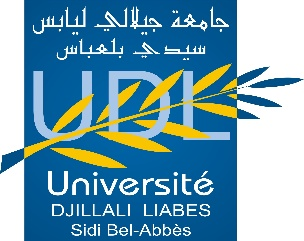 جامعة جيلالي ليابس
سيدي بلعباس
UDL
Université
DJILLALI LIABES
Sidi Bel-Abbès